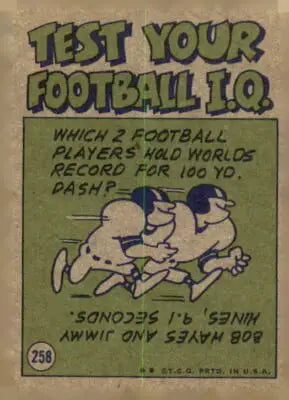 TEST YOUR
FOOTBALL I.Q.
WHICH 2 FOOTBALL
PLAYERS HOLD WORLDS
RECORD FOR 100 YD.
DASH?
BOB HAYES AND JIMMY
HINES, 9.1 SECONDS.
258
© T.C.G. PRTD. IN U.S.A.